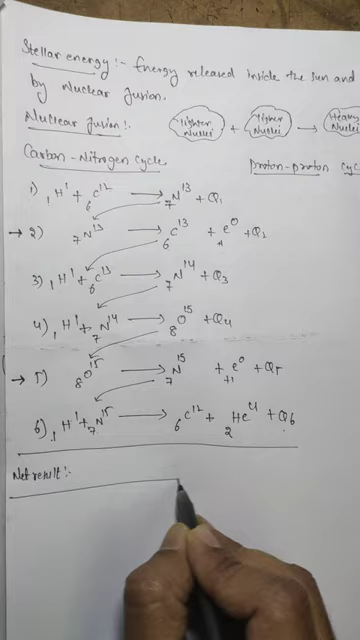 Stellar energy :- Energy released inside the sun and
by Nuclear fusion.
Nuclear fusion :. Lighter Nuclei + Lighter Nuclei → Heavy Nuclei
Carbon-Nitrogen cycle Proton-proton cyc
1) ₁H¹ + ₆C¹² → ₇N¹³ + Q₁
→ 2) ₇N¹³ → ₆C¹³ + ₊₁e⁰ + Q₂
3) ₁H¹ + ₆C¹³ → ₇N¹⁴ + Q₃
4) ₁H¹ + ₇N¹⁴ → ₈O¹⁵ + Q₄
→ 5) ₈O¹⁵ → ₇N¹⁵ + ₊₁e⁰ + Q₅
6) ₁H¹ + ₇N¹⁵ → ₆C¹² + ₂He⁴ + Q₆
Net result :-